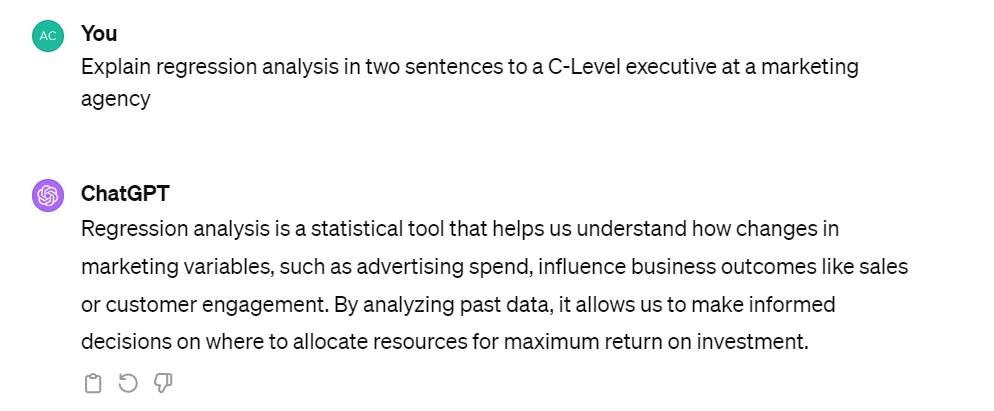 AC
You
Explain regression analysis in two sentences to a C-Level executive at a marketing
agency
ChatGPT
Regression analysis is a statistical tool that helps us understand how changes in
marketing variables, such as advertising spend, influence business outcomes like sales
or customer engagement. By analyzing past data, it allows us to make informed
decisions on where to allocate resources for maximum return on investment.